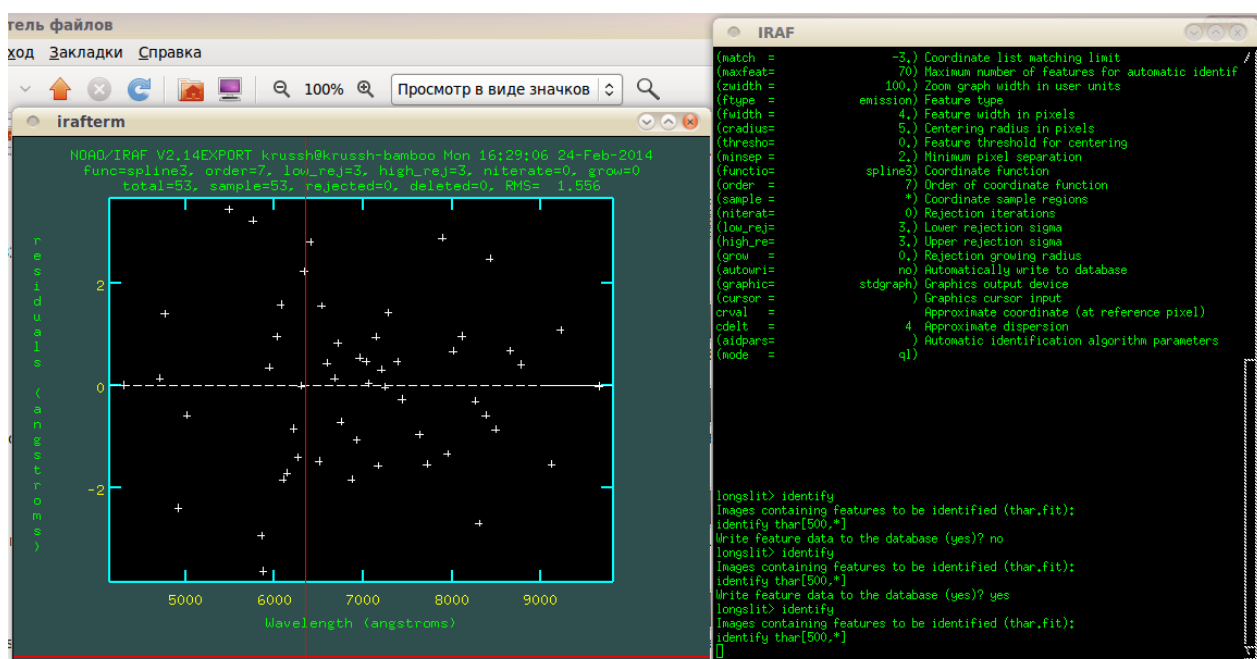 тель файлов
ход Закладки Справка
100% Просмотр в виде значков
irafterm
NOAO/IRAF V2.14EXPORT krussh@krussh-bamboo Mon 16:29:06 24-Feb-2014
func=spline3, order=7, low_rej=3, high_rej=3, niterate=0, grow=0
total=53, sample=53, rejected=0, deleted=0, RMS= 1.556
residuals (angstroms)
2
0
-2
5000 6000 7000 8000 9000
Wavelength (angstroms)
IRAF
(match = -3.) Coordinate list matching limit
(maxfeat= 70) Maximum number of features for automatic identif
(zwidth = 100.) Zoom graph width in user units
(ftype = emission) Feature type
(fwidth = 4.) Feature width in pixels
(cradius= 5.) Centering radius in pixels
(thresho= 0.) Feature threshold for centering
(minsep = 2.) Minimum pixel separation
(functio= spline3) Coordinate function
(order = 7) Order of coordinate function
(sample = *) Coordinate sample regions
(niterat= 0) Rejection iterations
(low_rej= 3.) Lower rejection sigma
(high_re= 3.) Upper rejection sigma
(grow = 0.) Rejection growing radius
(autowri= no) Automatically write to database
(graphic= stdgraph) Graphics output device
(cursor = ) Graphics cursor input
crval = Approximate coordinate (at reference pixel)
cdelt = 4 Approximate dispersion
(aidpars= ) Automatic identification algorithm parameters
(mode = ql)
longslit> identify
Images containing features to be identified (thar.fit):
identify thar[500,*]
Write feature data to the database (yes)? no
longslit> identify
Images containing features to be identified (thar.fit):
identify thar[500,*]
Write feature data to the database (yes)? yes
longslit> identify
Images containing features to be identified (thar.fit):
identify thar[500,*]